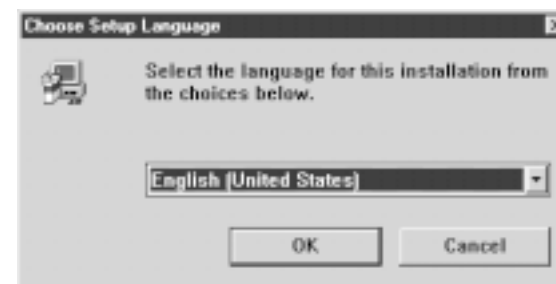 Choose Setup Language
Select the language for this installation from
the choices below.
English (United States)
OK
Cancel